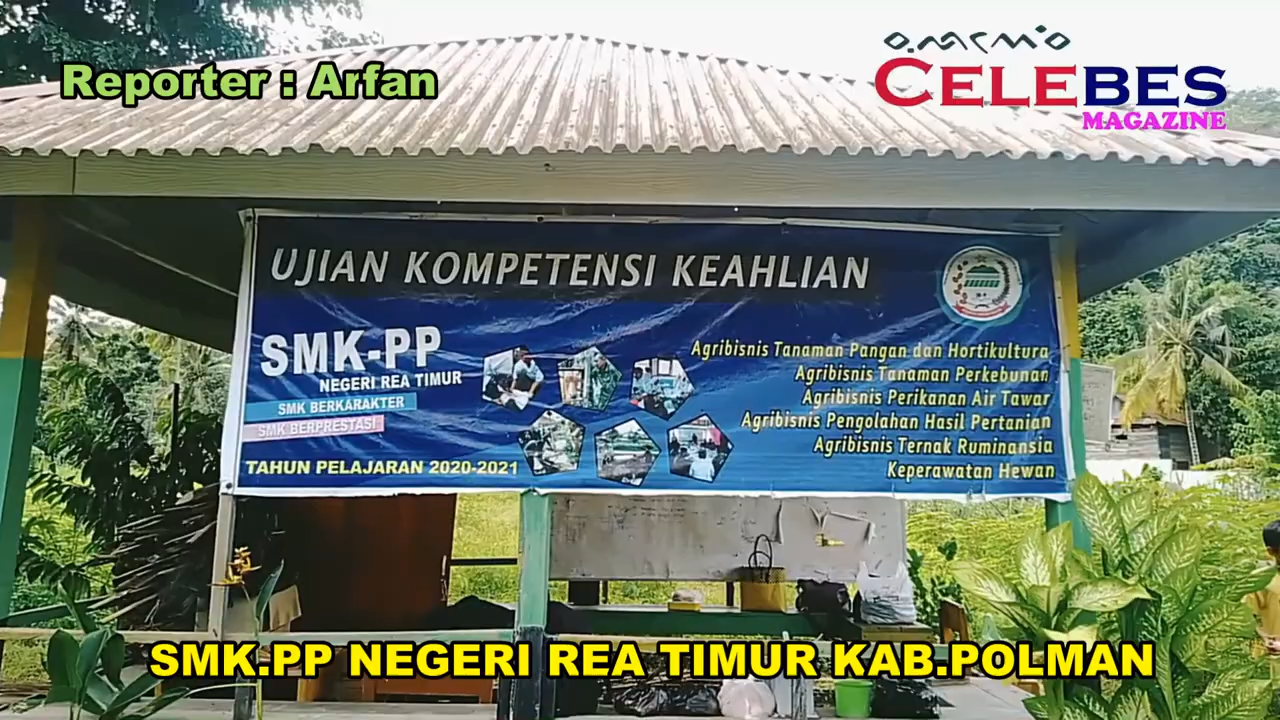 Reporter : Arfan
CELEBES
MAGAZINE
UJIAN KOMPETENSI KEAHLIAN
SMK-PP
NEGERI REA TIMUR
SMK BERKARAKTER
SMK BERPRESTASI
TAHUN PELAJARAN 2020-2021
Agribisnis Tanaman Pangan dan Hortikultura
Agribisnis Tanaman Perkebunan
Agribisnis Perikanan Air Tawar
Agribisnis Pengolahan Hasil Pertanian
Agribisnis Ternak Ruminansia
Keperawatan Hewan
SMK.PP NEGERI REA TIMUR KAB.POLMAN